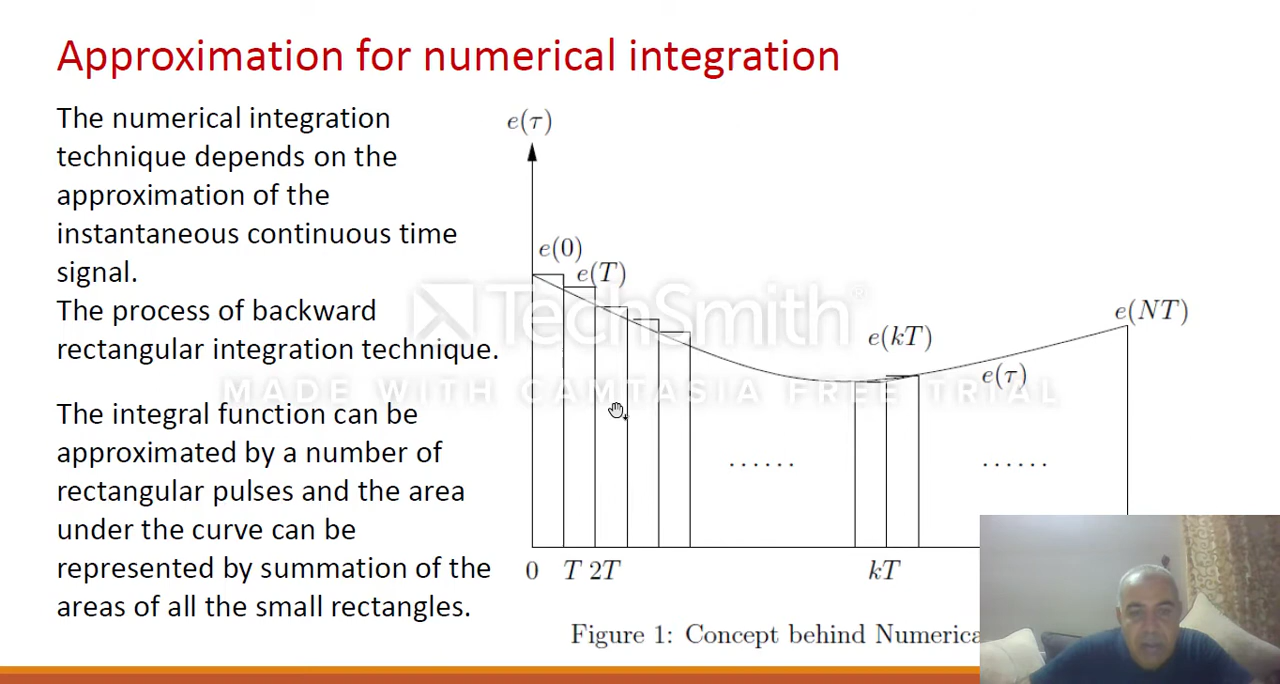 Approximation for numerical integration
The numerical integration
technique depends on the
approximation of the
instantaneous continuous time
signal.
The process of backward
rectangular integration technique.
The integral function can be
approximated by a number of
rectangular pulses and the area
under the curve can be
represented by summation of the
areas of all the small rectangles.
e(τ)
e(0)
e(T)
e(kT)
e(NT)
e(τ)
TechSmith®
MADE WITH CAMTASIA FREE TRIAL
......
......
0 T 2T kT
Figure 1: Concept behind